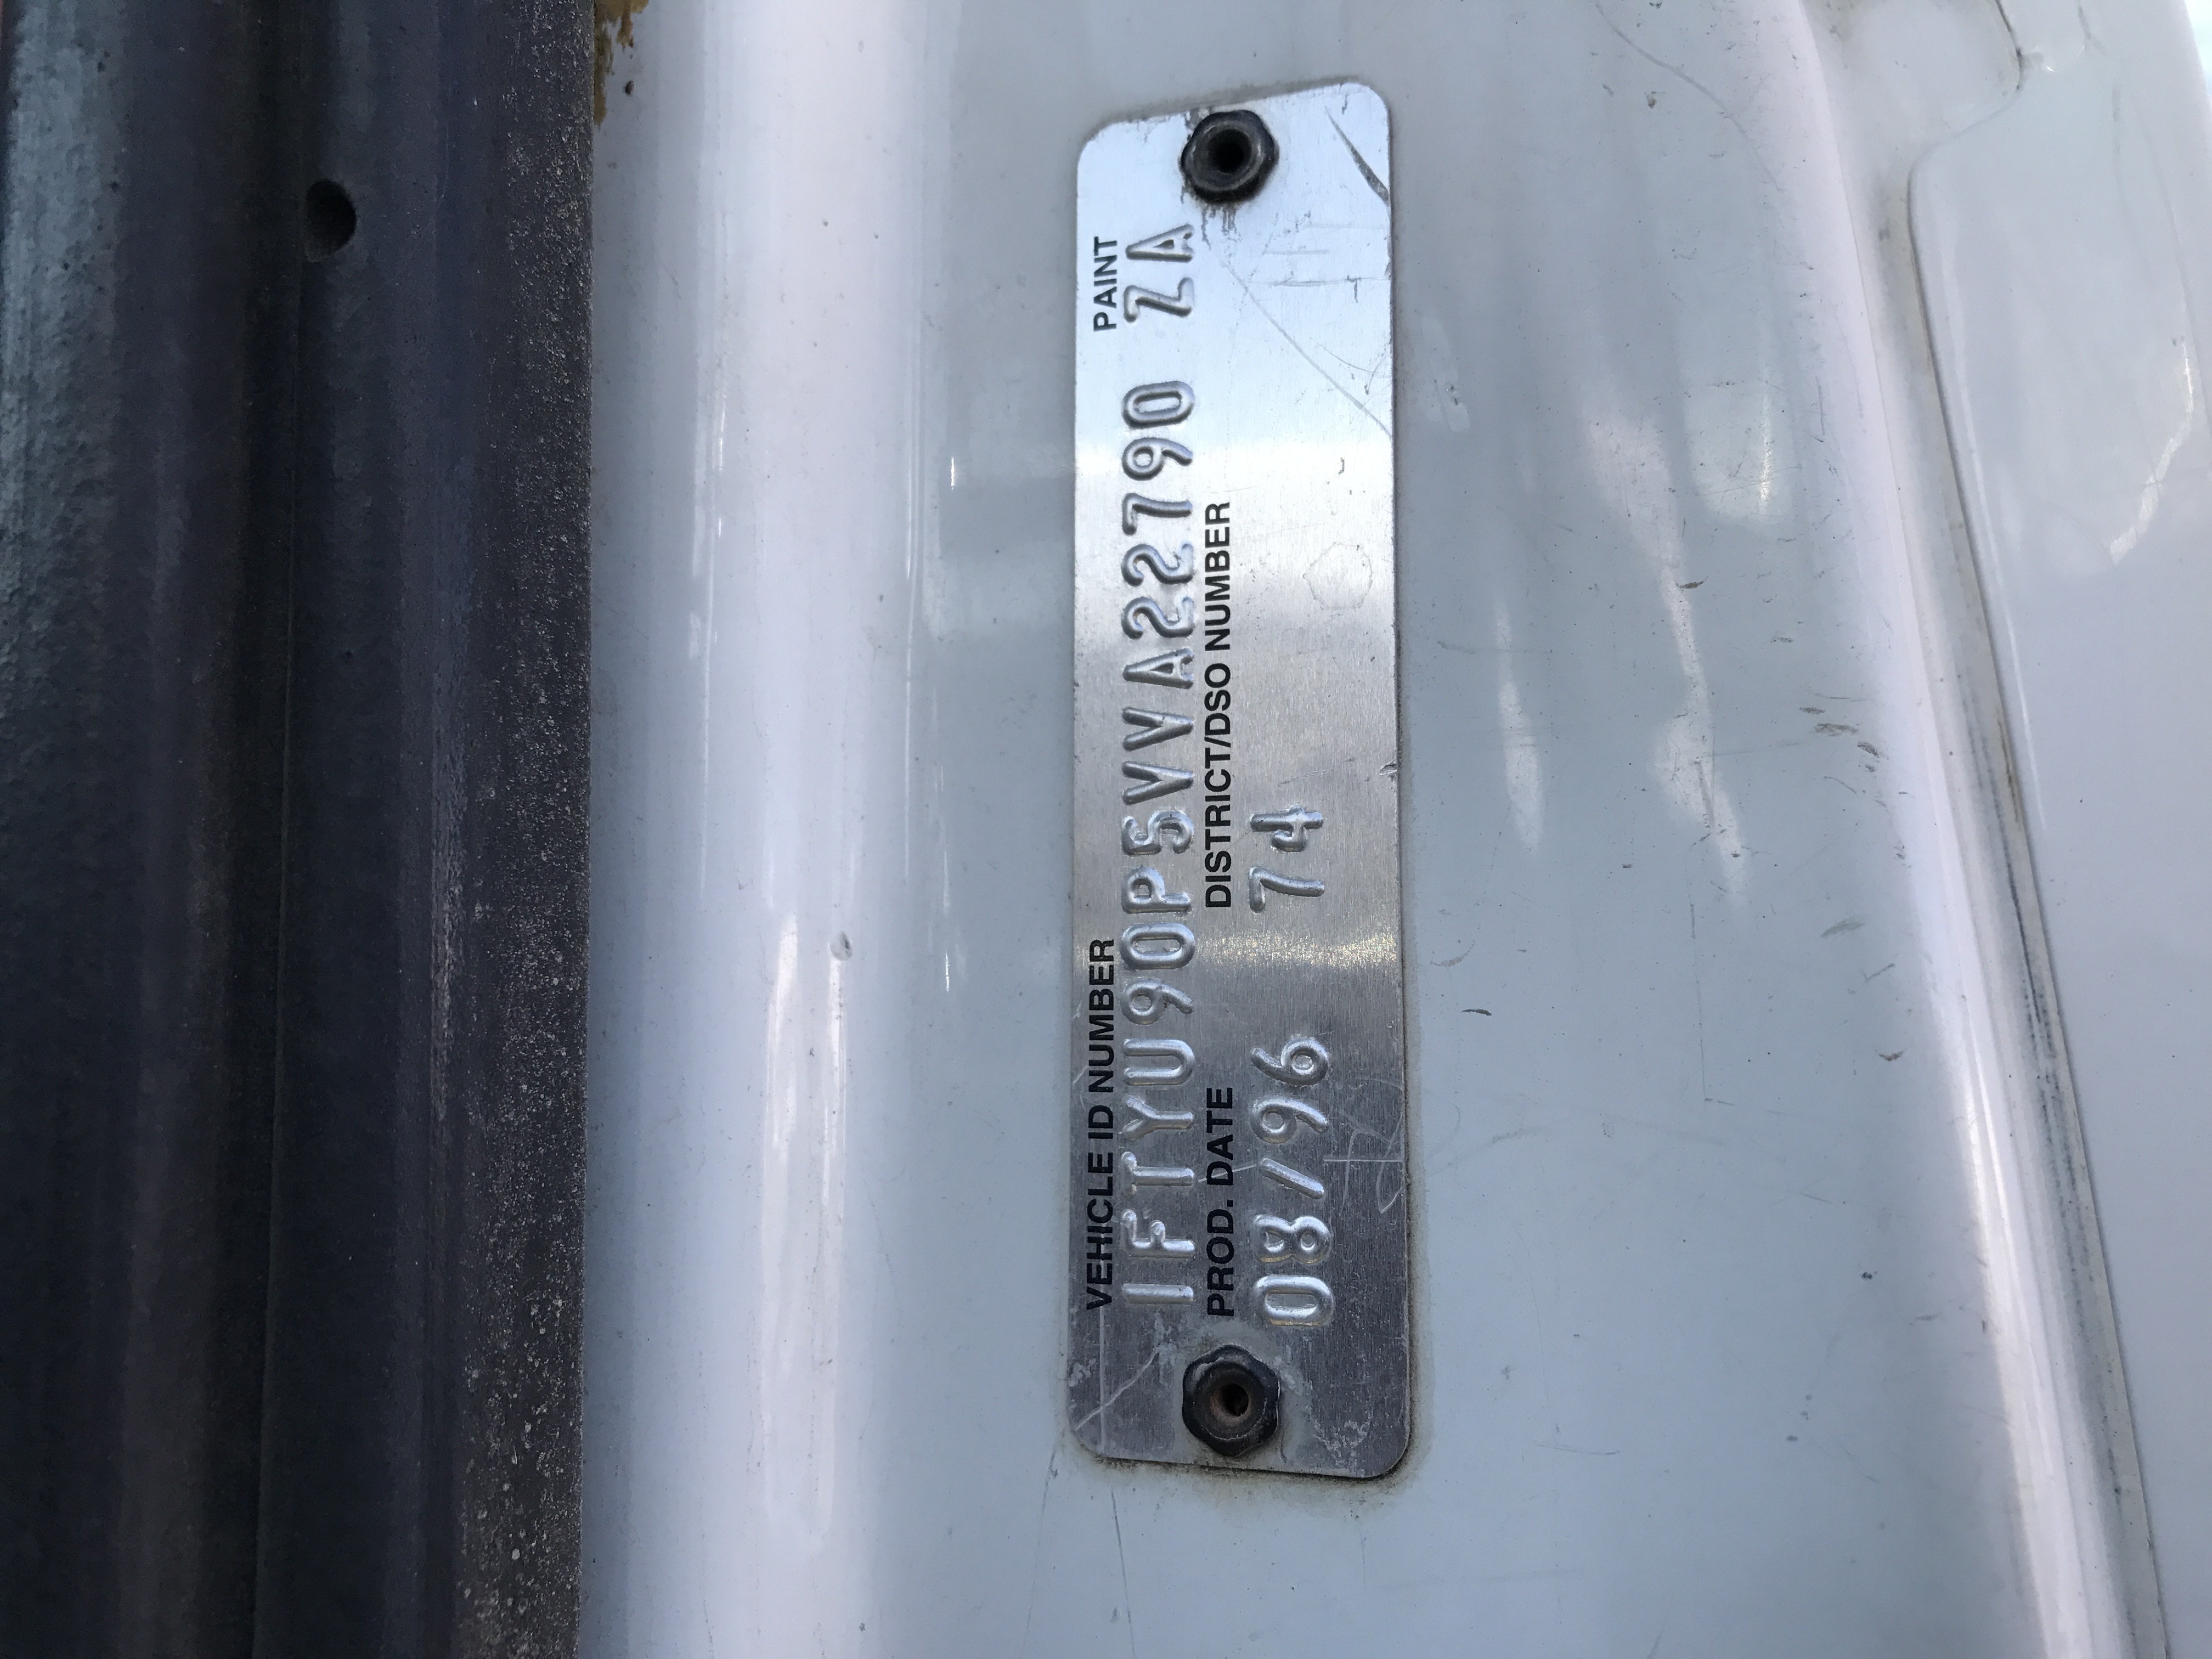 VEHICLE ID NUMBER PAINT
1FTYU90P5VVA22790 ZA
PROD. DATE DISTRICT/DSO NUMBER
08/96 74